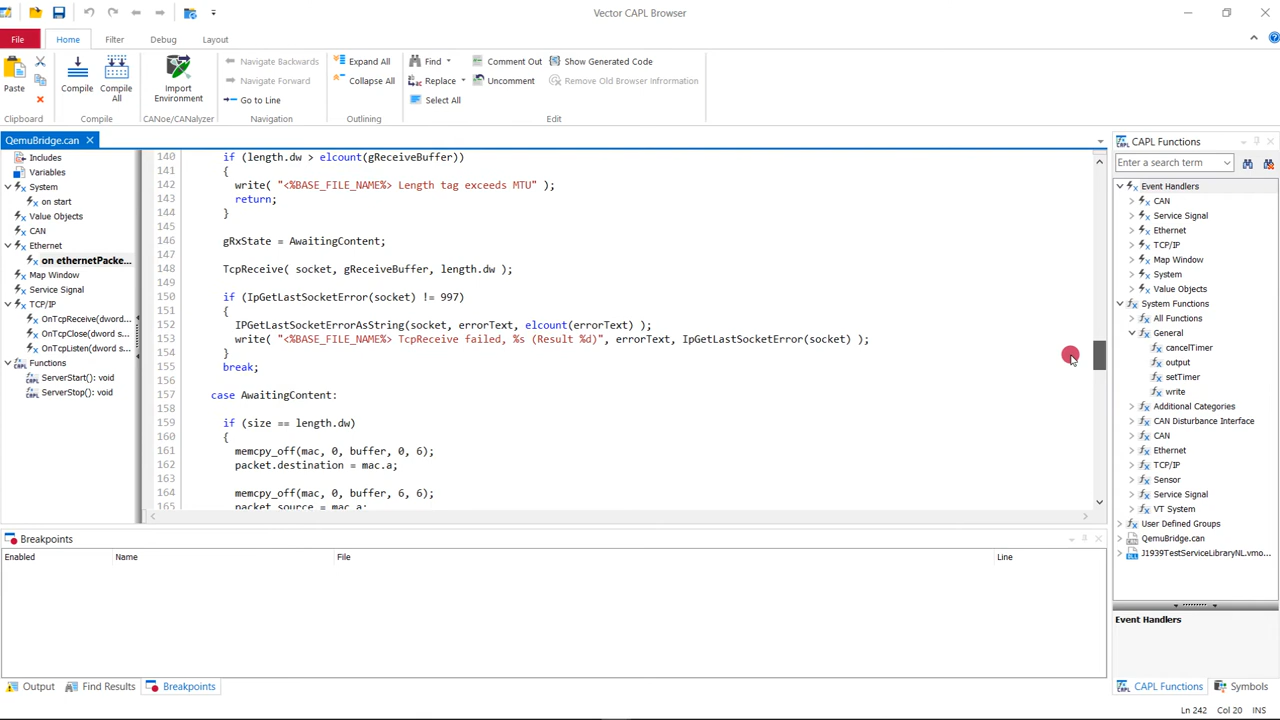 Vector CAPL Browser
File
Home
Filter
Debug
Layout
Paste
Clipboard
Compile
Compile All
Compile
Import Environment
CANoe/CANalyzer
Navigate Backwards
Navigate Forward
Go to Line
Navigation
Expand All
Collapse All
Outlining
Find
Replace
Select All
Comment Out
Uncomment
Show Generated Code
Remove Old Browser Information
Edit
QemuBridge.can
Includes
Variables
System
on start
Value Objects
CAN
Ethernet
on ethernetPacke...
Map Window
Service Signal
TCP/IP
OnTcpReceive(dword
OnTcpClose(dword s...
OnTcpListen(dword s...
Functions
ServerStart(): void
ServerStop(): void
140 if (length.dw > elcount(gReceiveBuffer))
141 {
142 write( "<%BASE_FILE_NAME%> Length tag exceeds MTU" );
143 return;
144 }
145
146 gRxState = AwaitingContent;
147
148 TcpReceive( socket, gReceiveBuffer, length.dw );
149
150 if (IpGetLastSocketError(socket) != 997)
151 {
152 IPGetLastSocketErrorAsString(socket, errorText, elcount(errorText) );
153 write( "<%BASE_FILE_NAME%> TcpReceive failed, %s (Result %d)", errorText, IpGetLastSocketError(socket) );
154 }
155 break;
156
157 case AwaitingContent:
158
159 if (size == length.dw)
160 {
161 memcpy_off(mac, 0, buffer, 0, 6);
162 packet.destination = mac.a;
163
164 memcpy_off(mac, 0, buffer, 6, 6);
165 packet.source = mac.a;
CAPL Functions
Enter a search term
Event Handlers
CAN
Service Signal
Ethernet
TCP/IP
Map Window
System
Value Objects
System Functions
All Functions
General
cancelTimer
output
setTimer
write
Additional Categories
CAN Disturbance Interface
CAN
Ethernet
TCP/IP
Sensor
Service Signal
VT System
User Defined Groups
QemuBridge.can
J1939TestServiceLibraryNL.vmo...
Event Handlers
CAPL Functions
Symbols
Breakpoints
Enabled
Name
File
Line
Output
Find Results
Breakpoints
Ln 242
Col 20
INS